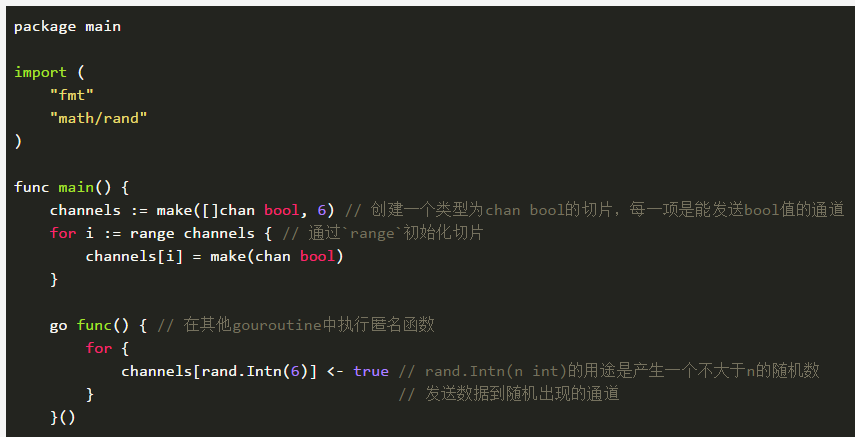 package main
import (
"fmt"
"math/rand"
)
func main() {
channels := make([]chan bool, 6) // 创建一个类型为chan bool的切片，每一项是能发送bool值的通道
for i := range channels { // 通过`range`初始化切片
channels[i] = make(chan bool)
}
go func() { // 在其他gouroutine中执行匿名函数
for {
channels[rand.Intn(6)] <- true // rand.Intn(n int)的用途是产生一个不大于n的随机数
} // 发送数据到随机出现的通道
}()